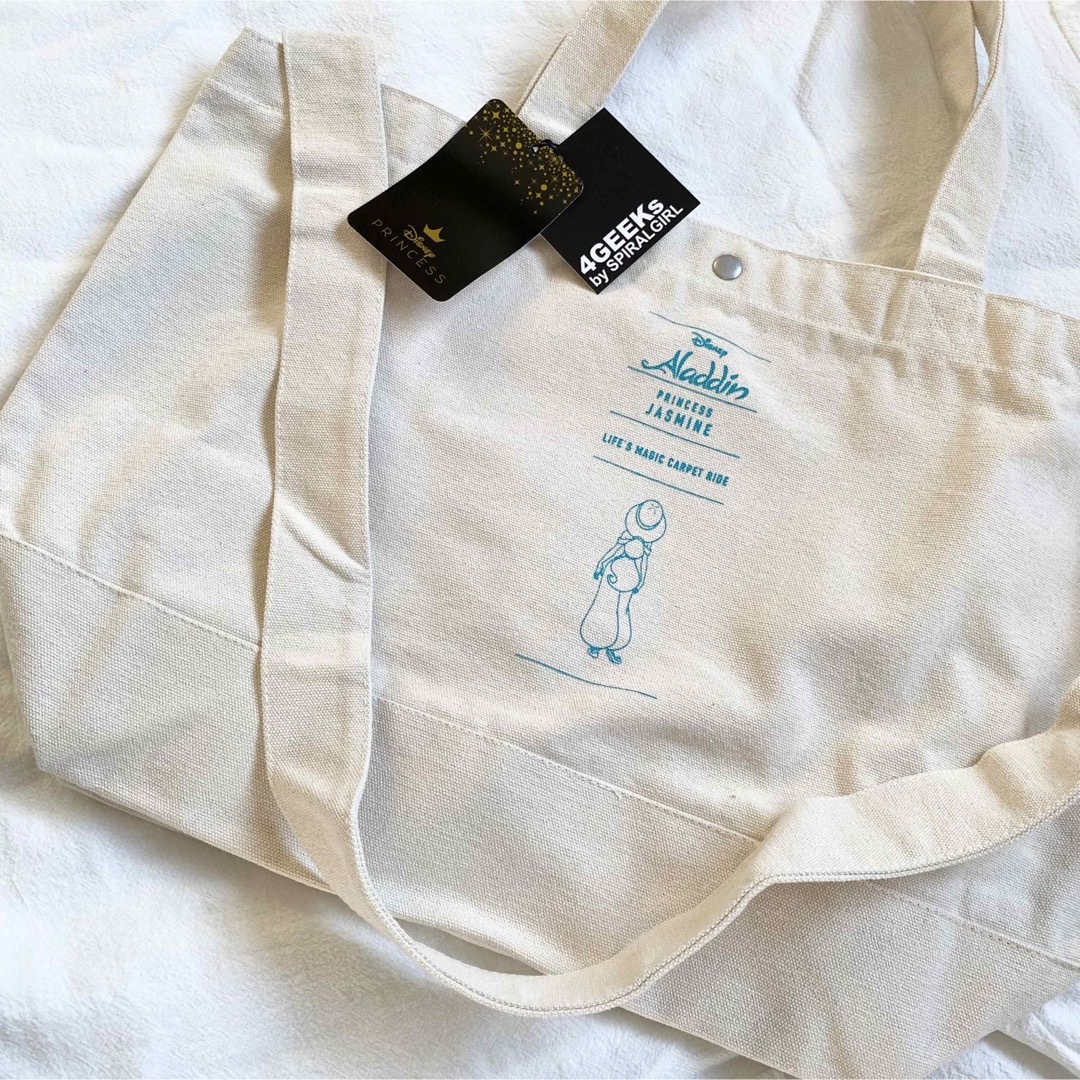 Disney
PRINCESS
4GEEKs
by SPIRALGIRL
Disney
Aladdin
PRINCESS
JASMINE
LIFE'S MAGIC CARPET RIDE